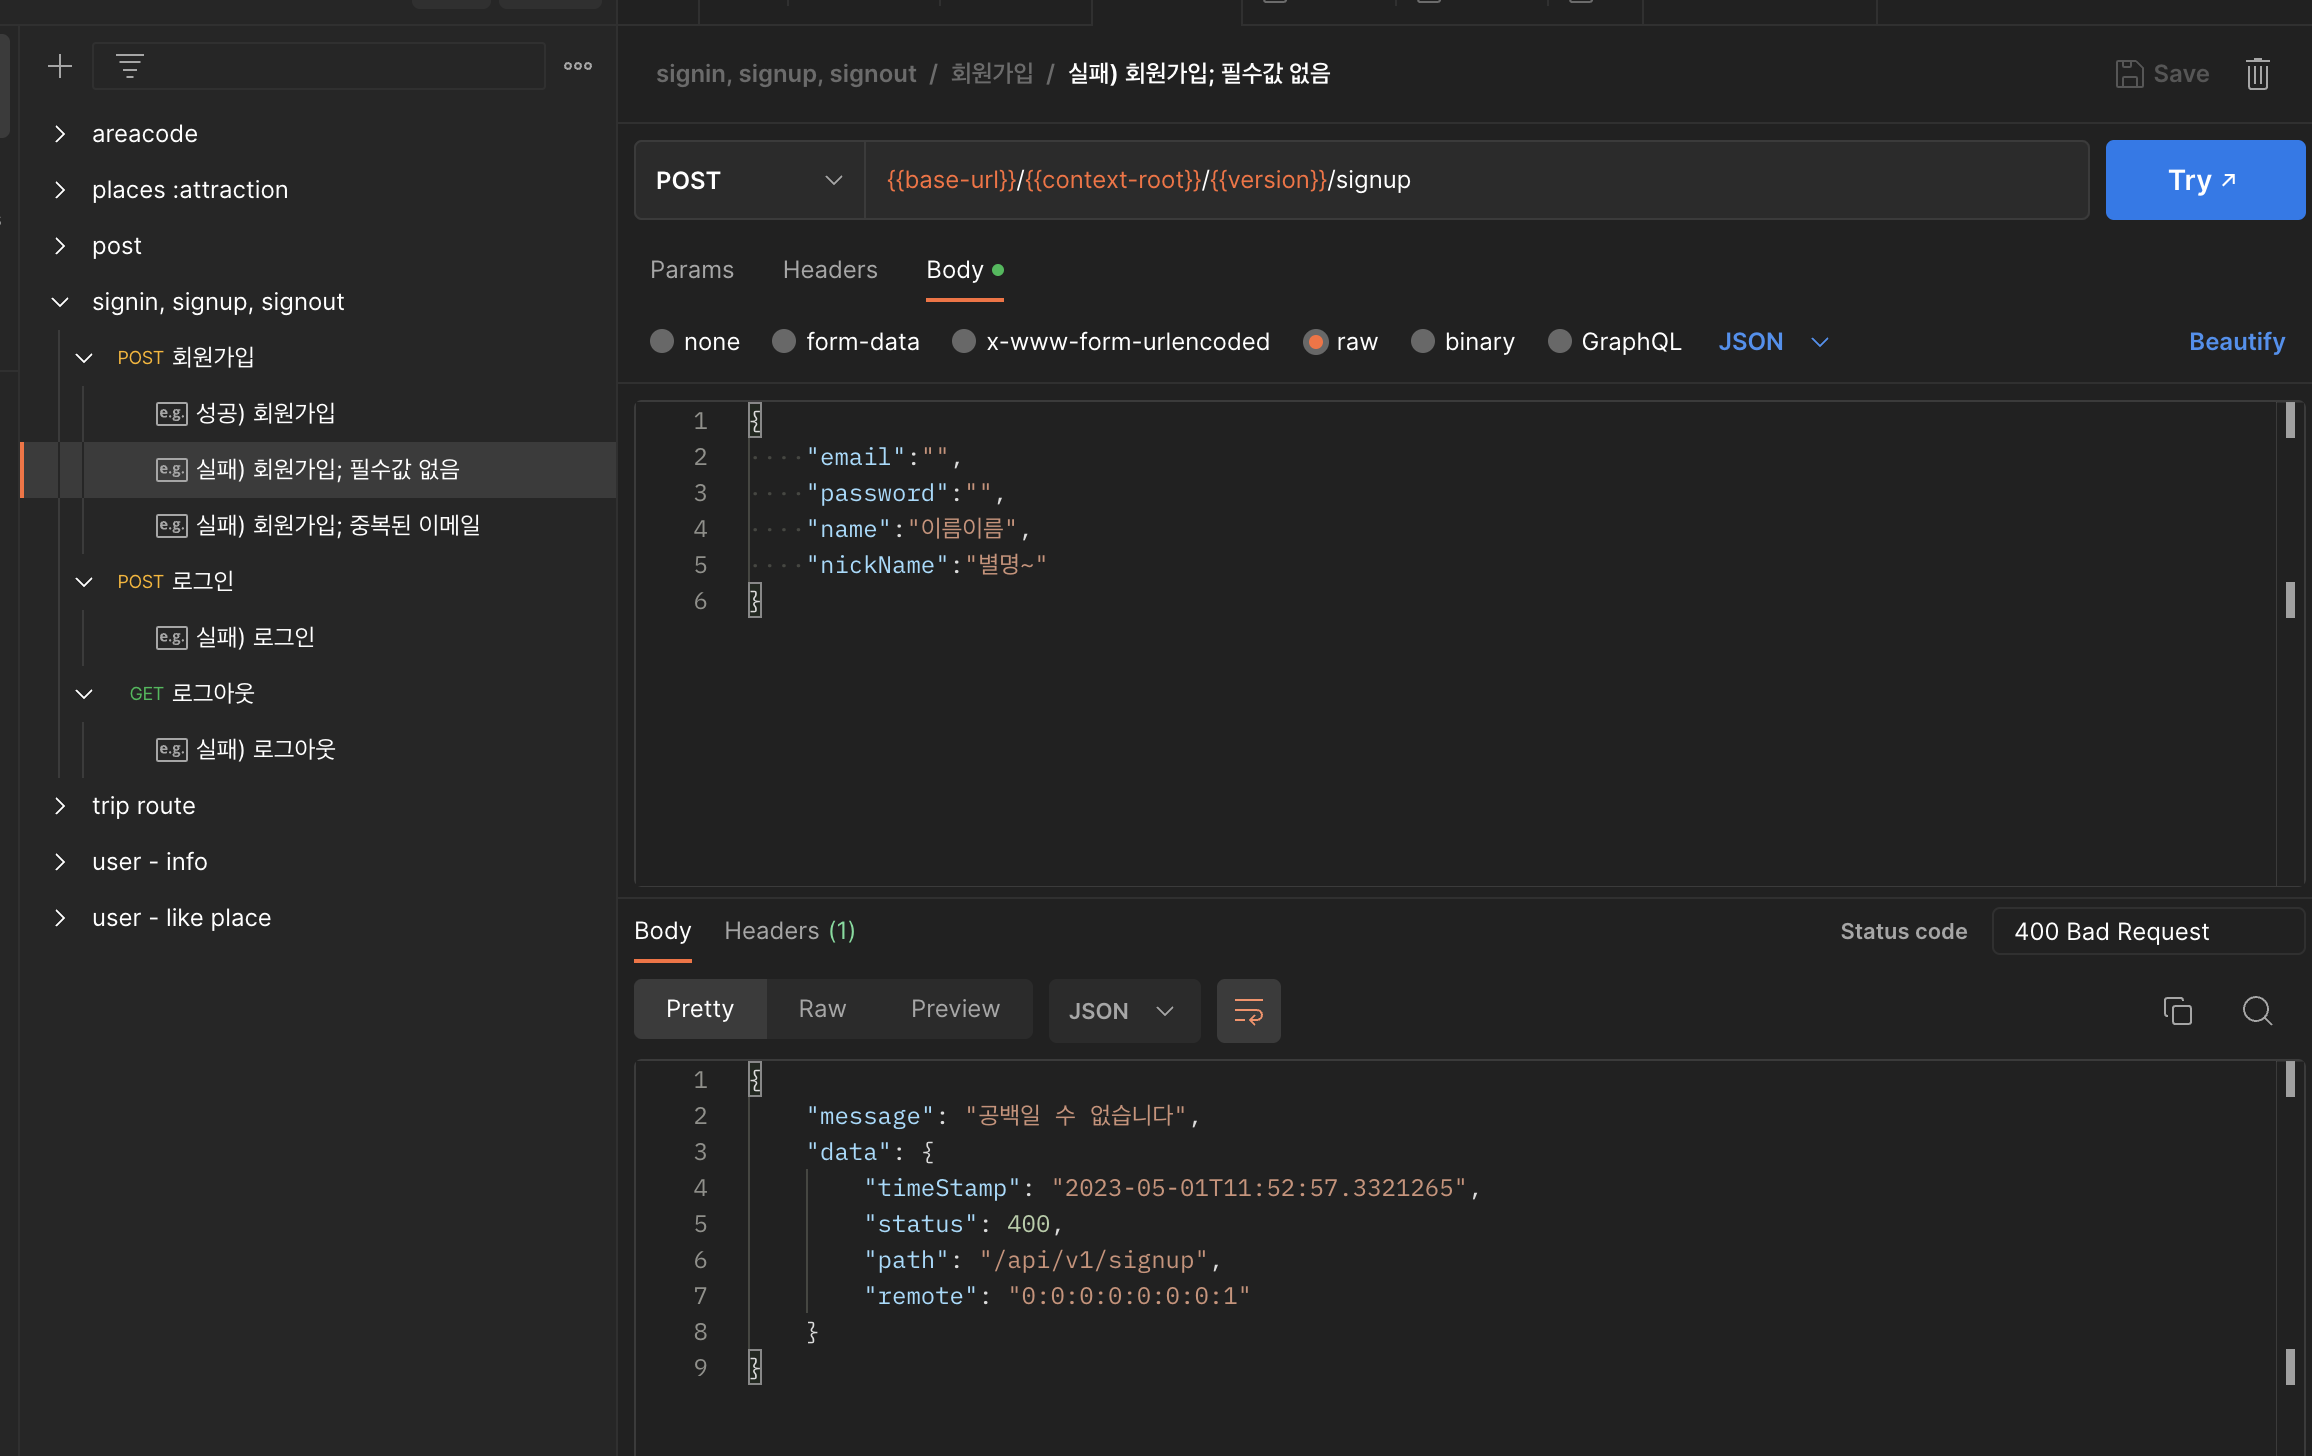 areacode
places :attraction
post
signin, signup, signout
POST 회원가입
e.g. 성공) 회원가입
e.g. 실패) 회원가입; 필수값 없음
e.g. 실패) 회원가입; 중복된 이메일
POST 로그인
e.g. 실패) 로그인
GET 로그아웃
e.g. 실패) 로그아웃
trip route
user - info
user - like place
signin, signup, signout / 회원가입 / 실패) 회원가입; 필수값 없음
Save
POST {{base-url}}/{{context-root}}/{{version}}/signup
Try ↗
Params Headers Body
none form-data x-www-form-urlencoded raw binary GraphQL JSON Beautify
1 {
2 "email":"",
3 "password":"",
4 "name":"이름이름",
5 "nickName":"별명~"
6 }
Body Headers (1) Status code 400 Bad Request
Pretty Raw Preview JSON
1 {
2 "message": "공백일 수 없습니다",
3 "data": {
4 "timeStamp": "2023-05-01T11:52:57.3321265",
5 "status": 400,
6 "path": "/api/v1/signup",
7 "remote": "0:0:0:0:0:0:0:1"
8 }
9 }